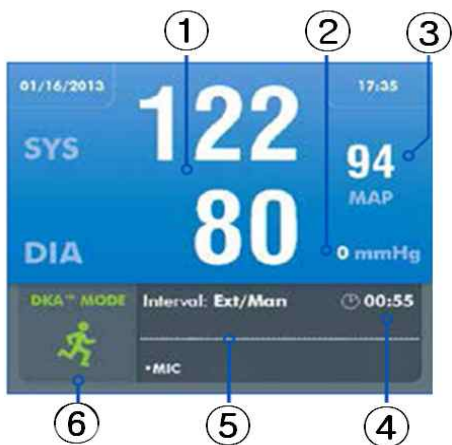 ① ② ③
01/16/2013 122 17:35
SYS 94
MAP
80
DIA 0 mmHg
DKA™ MODE Interval: Ext/Man 00:55
•MIC
⑥ ⑤ ④